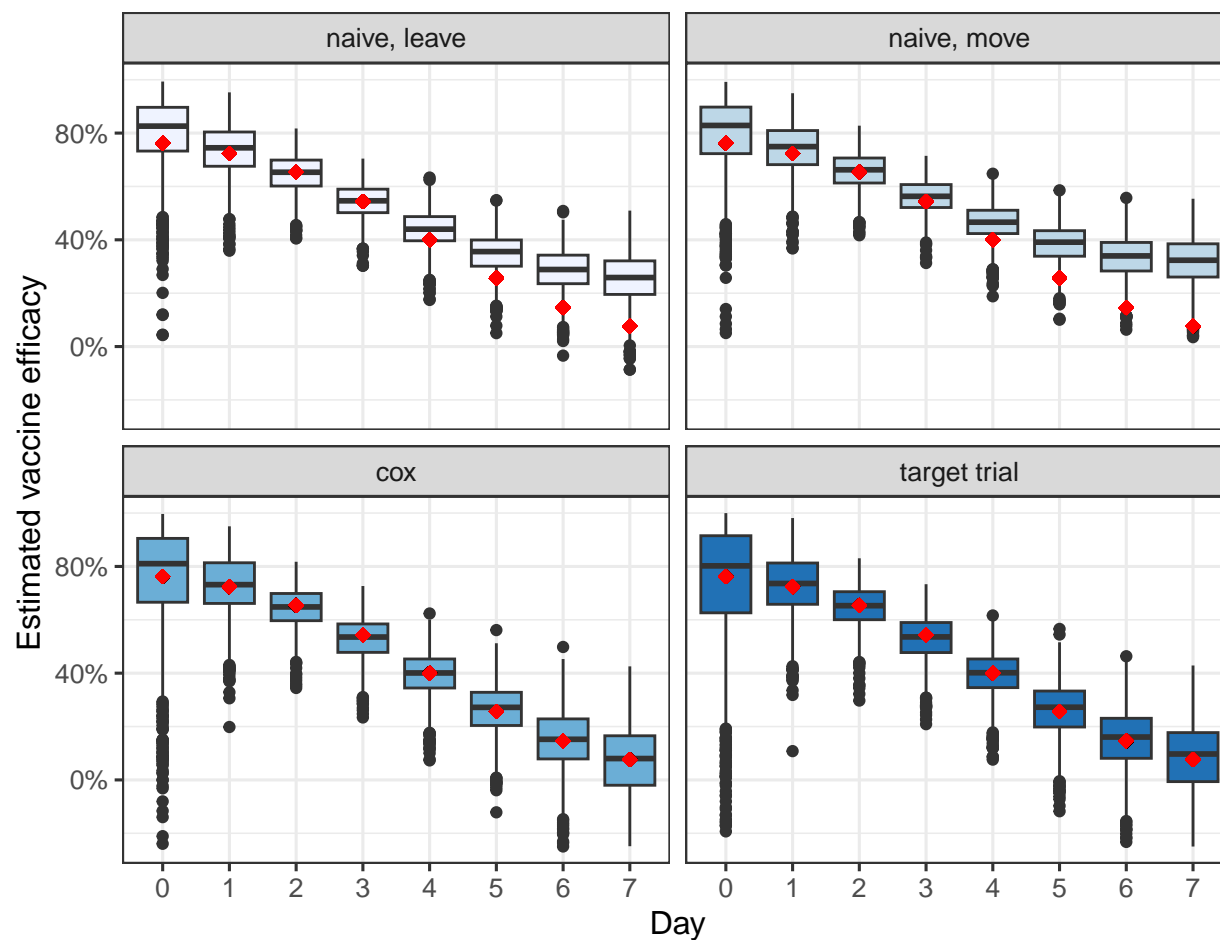 naive, leave
naive, move
80%
40%
0%
cox
target trial
80%
40%
0%
0 1 2 3 4 5 6 7
0 1 2 3 4 5 6 7
Day
Estimated vaccine efficacy